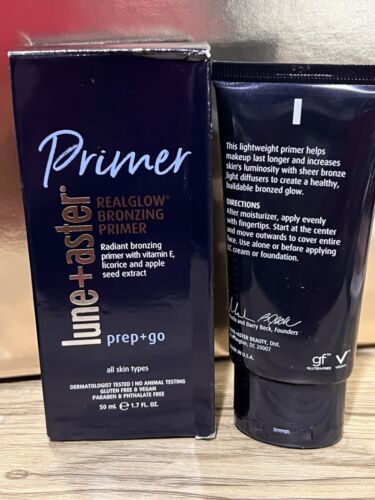 Primer
lune+aster®
REALGLOW®
BRONZING
PRIMER
Radiant bronzing
primer with vitamin E,
licorice and apple
seed extract
prep+go
all skin types
DERMATOLOGIST TESTED | NO ANIMAL TESTING
GLUTEN FREE & VEGAN
PARABEN & PHTHALATE FREE
50 mL ℮ 1.7 FL. OZ.
This lightweight primer helps
makeup last longer and increases
skin's luminosity with sheer bronze
light diffusers to create a healthy,
buildable bronzed glow.
DIRECTIONS
After moisturizer, apply evenly
with fingertips. Start at the center
and move outwards to cover entire
face. Use alone or before applying
CC cream or foundation.
and Barry Beck, Founders
ASTER BEAUTY, Dist.
DC 20007
IN U.S.A.
gf™
GLUTEN-FREE
V
VEGAN